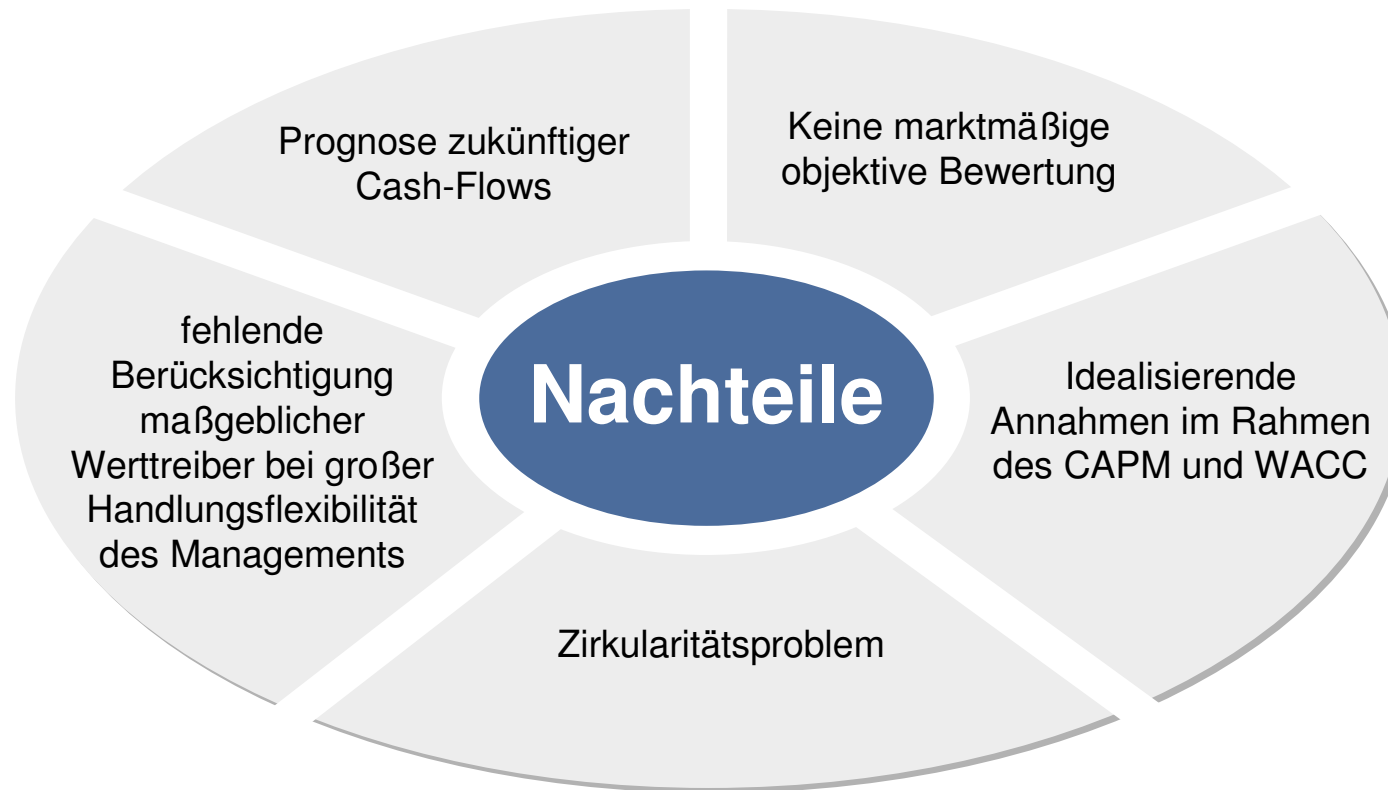 Prognose zukünftiger
Cash-Flows
Keine marktmäßige
objektive Bewertung
fehlende
Berücksichtigung
maßgeblicher
Werttreiber bei großer
Handlungsflexibilität
des Managements
Nachteile
Idealisierende
Annahmen im Rahmen
des CAPM und WACC
Zirkularitätsproblem